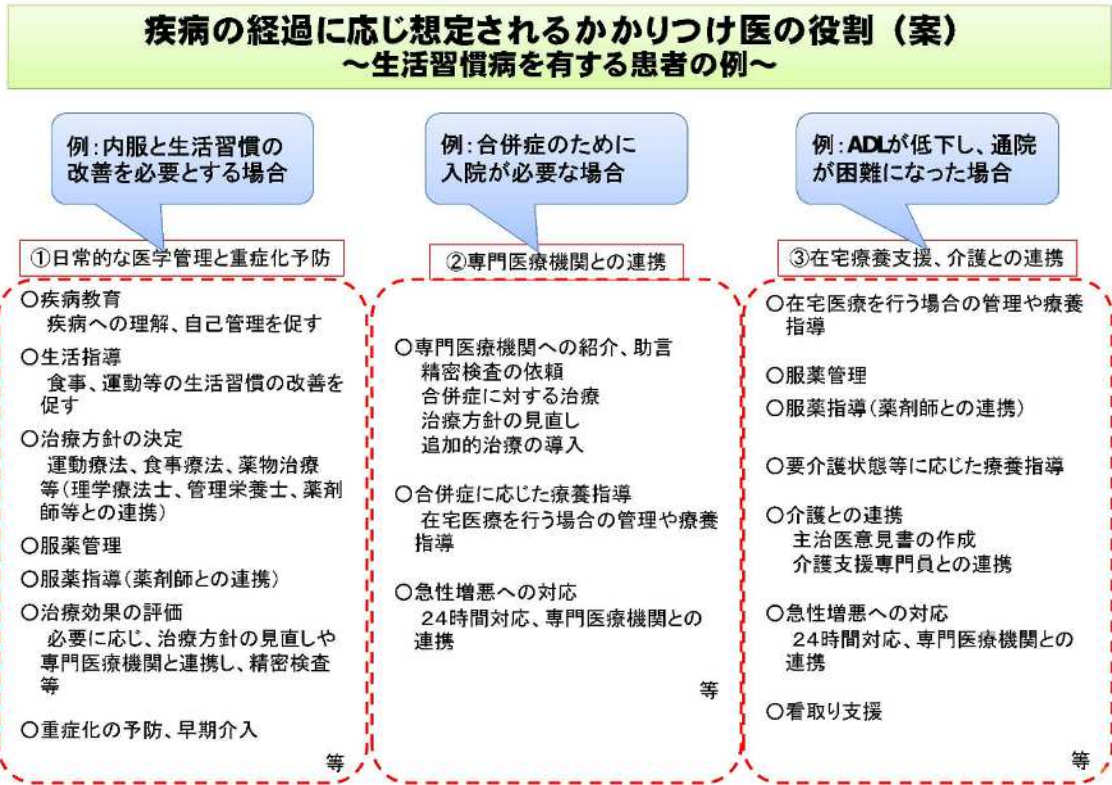 疾病の経過に応じ想定されるかかりつけ医の役割（案）
～生活習慣病を有する患者の例～
例：内服と生活習慣の
改善を必要とする場合
①日常的な医学管理と重症化予防
○疾病教育
疾病への理解、自己管理を促す
○生活指導
食事、運動等の生活習慣の改善を
促す
○治療方針の決定
運動療法、食事療法、薬物治療
等（理学療法士、管理栄養士、薬剤
師等との連携）
○服薬管理
○服薬指導（薬剤師との連携）
○治療効果の評価
必要に応じ、治療方針の見直しや
専門医療機関と連携し、精密検査
等
○重症化の予防、早期介入
等
例：合併症のために
入院が必要な場合
②専門医療機関との連携
○専門医療機関への紹介、助言
精密検査の依頼
合併症に対する治療
治療方針の見直し
追加的治療の導入
○合併症に応じた療養指導
在宅医療を行う場合の管理や療養
指導
○急性増悪への対応
24時間対応、専門医療機関との
連携
等
例：ADLが低下し、通院
が困難になった場合
③在宅療養支援、介護との連携
○在宅医療を行う場合の管理や療養
指導
○服薬管理
○服薬指導（薬剤師との連携）
○要介護状態等に応じた療養指導
○介護との連携
主治医意見書の作成
介護支援専門員との連携
○急性増悪への対応
24時間対応、専門医療機関との
連携
○看取り支援
等